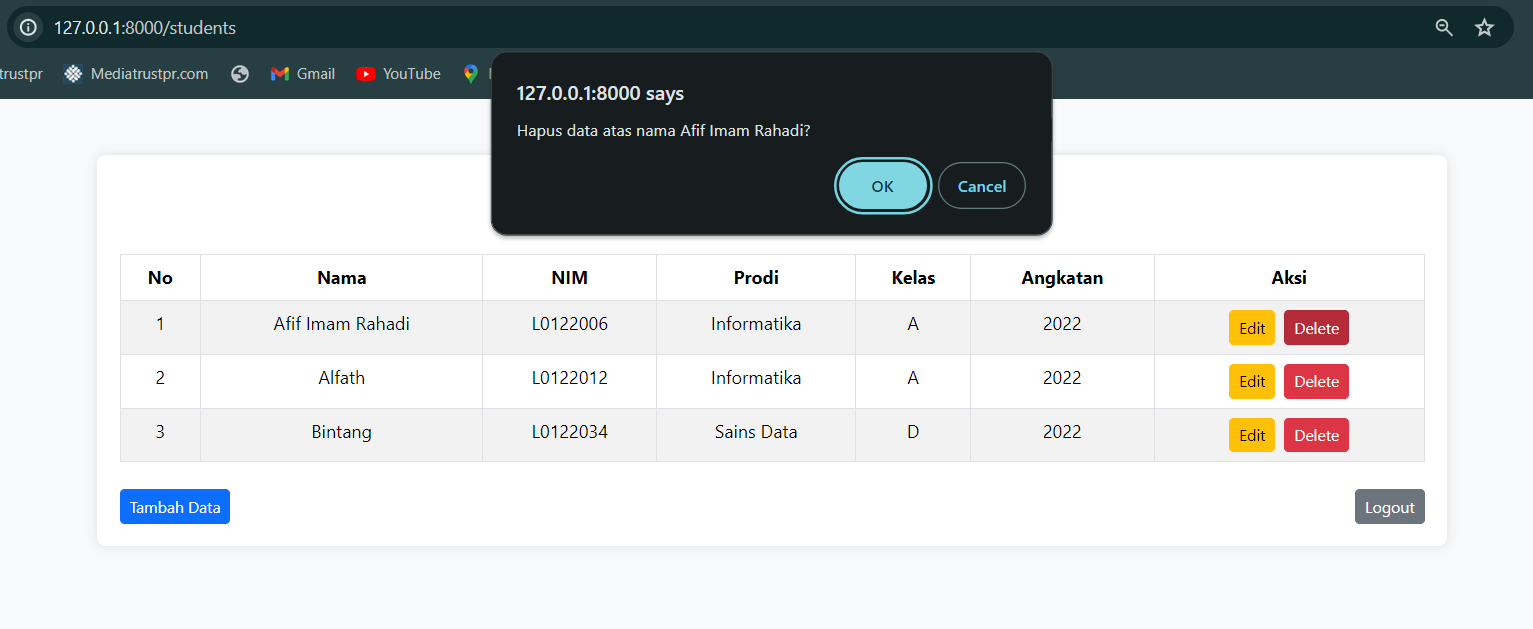 127.0.0.1:8000/students
trustpr Mediatrustpr.com Gmail YouTube
127.0.0.1:8000 says
Hapus data atas nama Afif Imam Rahadi?
OK Cancel
No Nama NIM Prodi Kelas Angkatan Aksi
1 Afif Imam Rahadi L0122006 Informatika A 2022 Edit Delete
2 Alfath L0122012 Informatika A 2022 Edit Delete
3 Bintang L0122034 Sains Data D 2022 Edit Delete
Tambah Data Logout